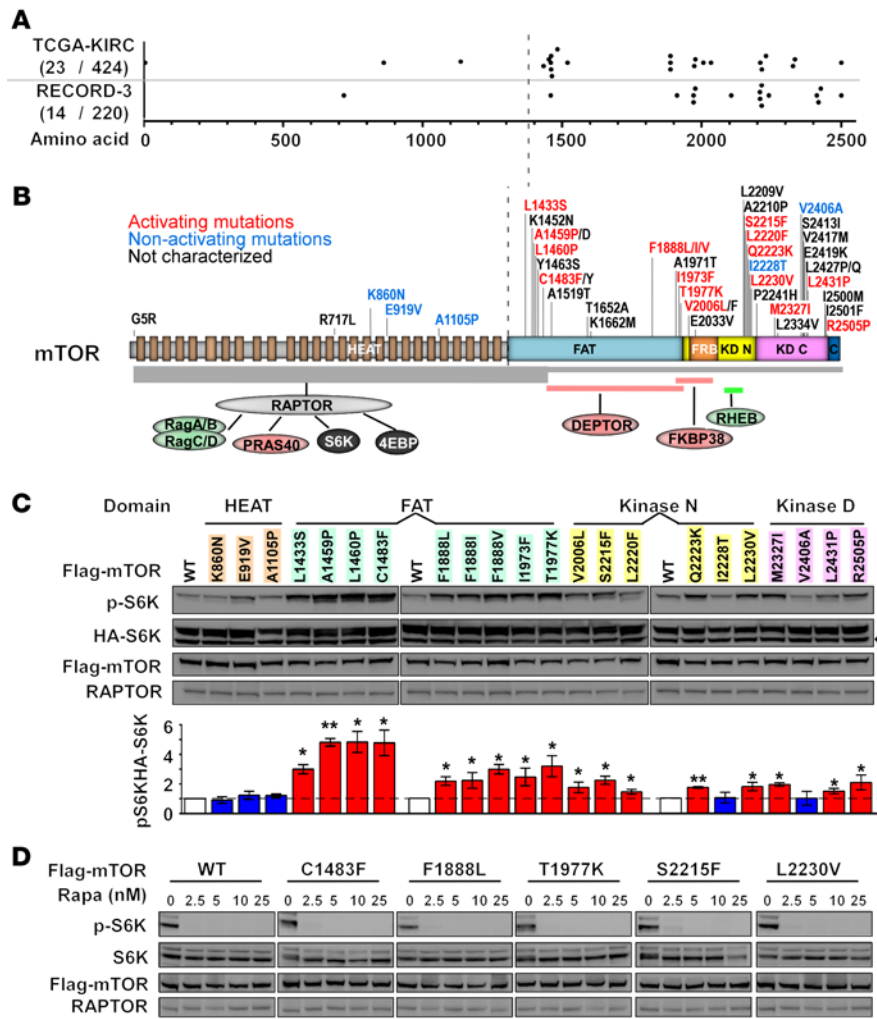 A
TCGA-KIRC
(23 / 424)
RECORD-3
(14 / 220)
Amino acid 0 500 1000 1500 2000 2500
B
Activating mutations
Non-activating mutations
Not characterized
G5R
R717L
K860N
E919V
A1105P
L1433S
K1452N
A1459P/D
L1460P
Y1463S
C1483F/Y
A1519T
T1652A
K1662M
F1888L/I/V
A1971T
I1973F
T1977K
V2006L/F
E2033V
L2209V
A2210P
S2215F
L2220F
Q2223K
I2228T
L2230V
P2241H
M2327I
L2334V
V2406A
S2413I
V2417M
E2419K
L2427P/Q
L2431P
I2500M
I2501F
R2505P
mTOR HEAT FAT FRB KD N KD C C
RAPTOR
RagA/B
RagC/D
PRAS40
S6K
4EBP
DEPTOR
FKBP38
RHEB
C
Domain HEAT FAT Kinase N Kinase D
Flag-mTOR WT K860N E919V A1105P L1433S A1459P L1460P C1483F WT F1888L F1888I F1888V I1973F T1977K V2006L S2215F L2220F WT Q2223K I2228T L2230V M2327I V2406A L2431P R2505P
p-S6K
HA-S6K
Flag-mTOR
RAPTOR
pS6KHA-S6K
6
4
2
0
* ** * * * * * * * * * * ** * * * *
D
Flag-mTOR WT C1483F F1888L T1977K S2215F L2230V
Rapa (nM) 0 2.5 5 10 25 0 2.5 5 10 25 0 2.5 5 10 25 0 2.5 5 10 25 0 2.5 5 10 25 0 2.5 5 10 25
p-S6K
S6K
Flag-mTOR
RAPTOR